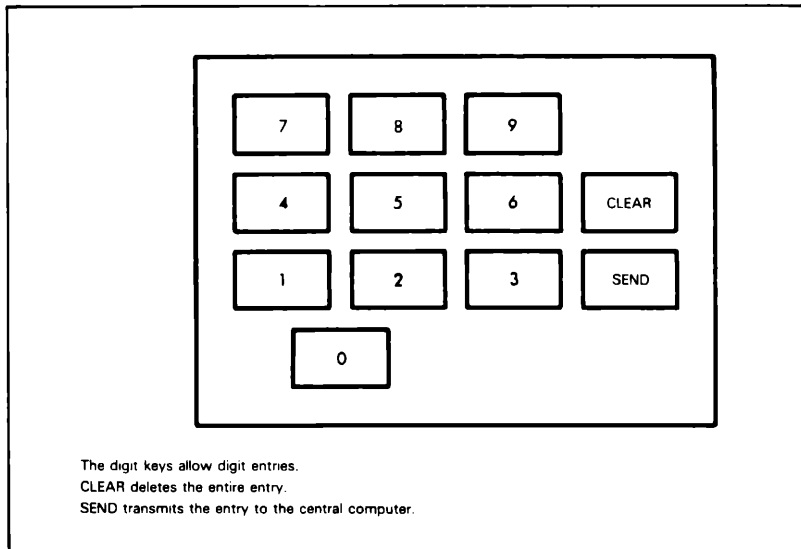 7 8 9
4 5 6 CLEAR
1 2 3 SEND
0
The digit keys allow digit entries.
CLEAR deletes the entire entry.
SEND transmits the entry to the central computer.